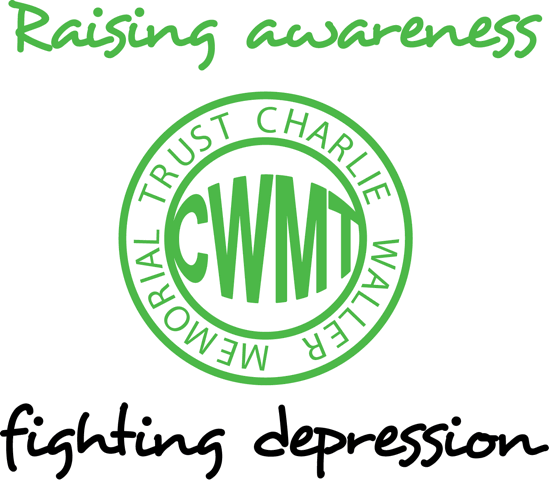 Raising awareness
CHARLIE WALLER MEMORIAL TRUST
CWMT
fighting depression